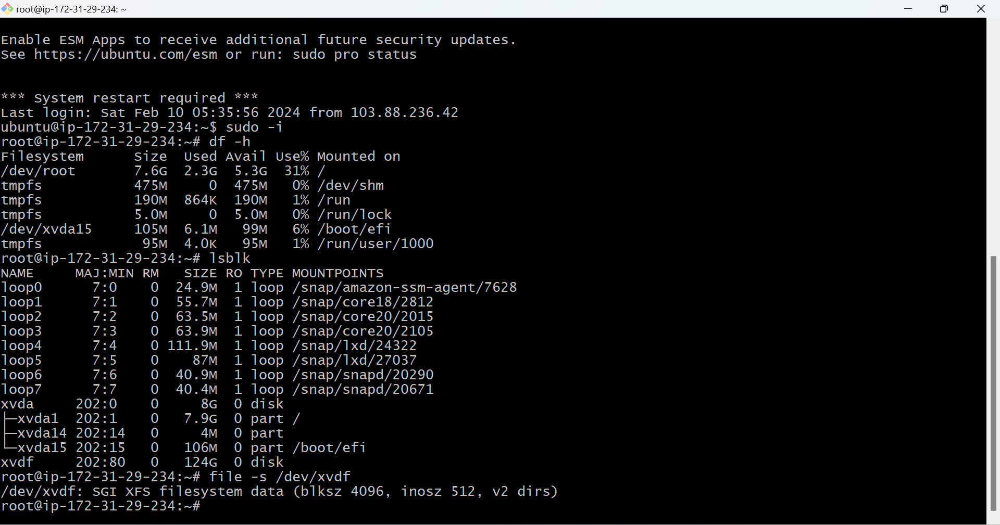 root@ip-172-31-29-234: ~
Enable ESM Apps to receive additional future security updates.
See https://ubuntu.com/esm or run: sudo pro status
*** System restart required ***
Last login: Sat Feb 10 05:35:56 2024 from 103.88.236.42
ubuntu@ip-172-31-29-234:~$ sudo -i
root@ip-172-31-29-234:~# df -h
Filesystem      Size  Used Avail Use% Mounted on
/dev/root       7.6G  2.3G  5.3G  31% /
tmpfs           475M     0  475M   0% /dev/shm
tmpfs           190M  864K  190M   1% /run
tmpfs           5.0M     0  5.0M   0% /run/lock
/dev/xvda15     105M  6.1M   99M   6% /boot/efi
tmpfs            95M  4.0K   95M   1% /run/user/1000
root@ip-172-31-29-234:~# lsblk
NAME     MAJ:MIN RM   SIZE RO TYPE MOUNTPOINTS
loop0      7:0    0  24.9M  1 loop /snap/amazon-ssm-agent/7628
loop1      7:1    0  55.7M  1 loop /snap/core18/2812
loop2      7:2    0  63.5M  1 loop /snap/core20/2015
loop3      7:3    0  63.9M  1 loop /snap/core20/2105
loop4      7:4    0 111.9M  1 loop /snap/lxd/24322
loop5      7:5    0    87M  1 loop /snap/lxd/27037
loop6      7:6    0  40.9M  1 loop /snap/snapd/20290
loop7      7:7    0  40.4M  1 loop /snap/snapd/20671
xvda     202:0    0     8G  0 disk
├─xvda1  202:1    0   7.9G  0 part /
├─xvda14 202:14   0     4M  0 part
└─xvda15 202:15   0   106M  0 part /boot/efi
xvdf     202:80   0   124G  0 disk
root@ip-172-31-29-234:~# file -s /dev/xvdf
/dev/xvdf: SGI XFS filesystem data (blksz 4096, inosz 512, v2 dirs)
root@ip-172-31-29-234:~#